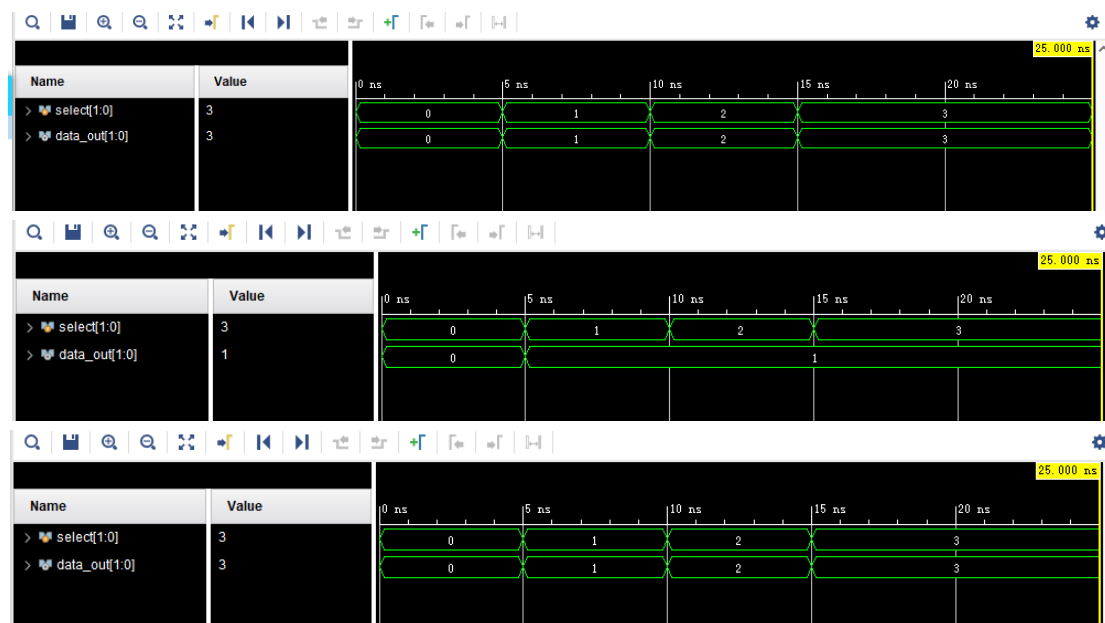 25.000 ns
Name Value 0 ns 5 ns 10 ns 15 ns 20 ns
select[1:0] 3 0 1 2 3
data_out[1:0] 3 0 1 2 3
25.000 ns
Name Value 0 ns 5 ns 10 ns 15 ns 20 ns
select[1:0] 3 0 1 2 3
data_out[1:0] 1 0 1
25.000 ns
Name Value 0 ns 5 ns 10 ns 15 ns 20 ns
select[1:0] 3 0 1 2 3
data_out[1:0] 3 0 1 2 3